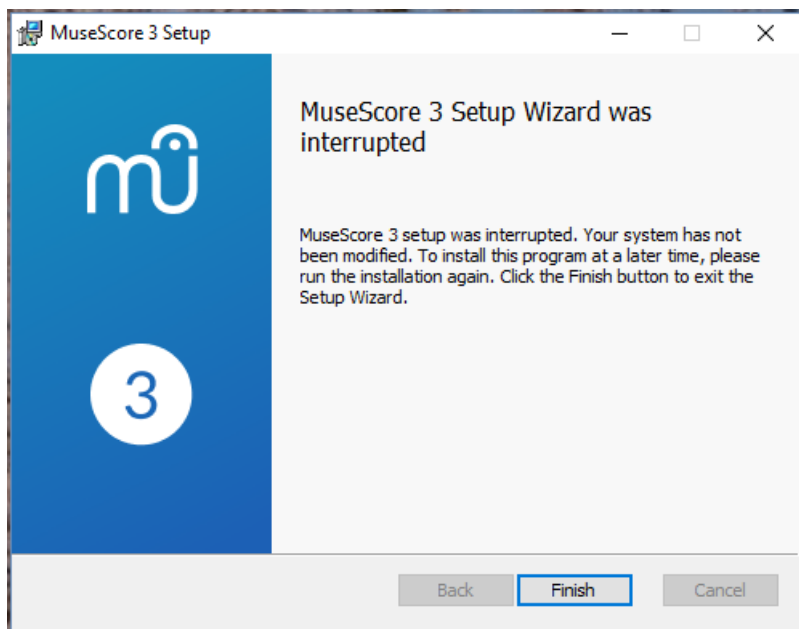 MuseScore 3 Setup
MuseScore 3 Setup Wizard was
interrupted
mu
MuseScore 3 setup was interrupted. Your system has not
been modified. To install this program at a later time, please
run the installation again. Click the Finish button to exit the
Setup Wizard.
3
Back
Finish
Cancel